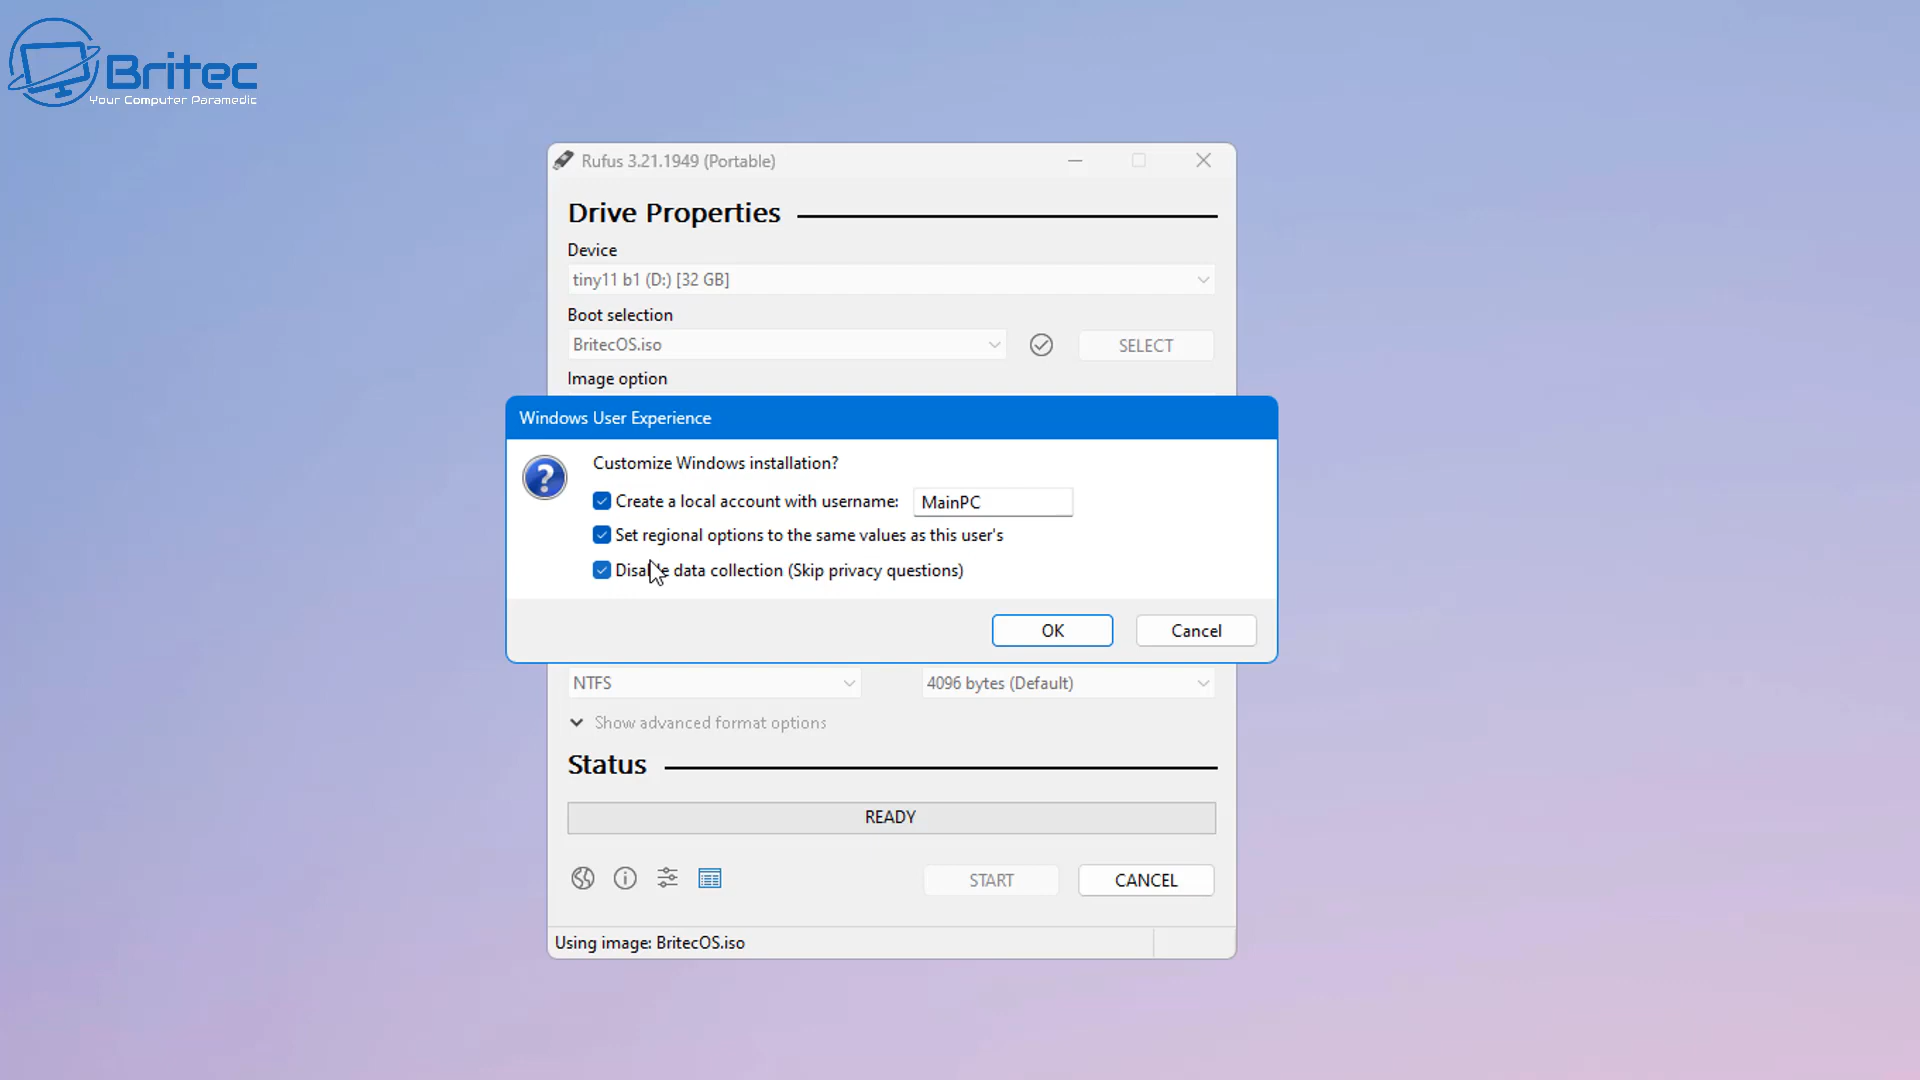 Britec
Your Computer Paramedic
Rufus 3.21.1949 (Portable)
Drive Properties
Device
tiny11 b1 (D:) [32 GB]
Boot selection
BritecOS.iso
SELECT
Image option
Windows User Experience
Customize Windows installation?
Create a local account with username: MainPC
Set regional options to the same values as this user's
Disable data collection (Skip privacy questions)
OK Cancel
NTFS 4096 bytes (Default)
Show advanced format options
Status
READY
START CANCEL
Using image: BritecOS.iso